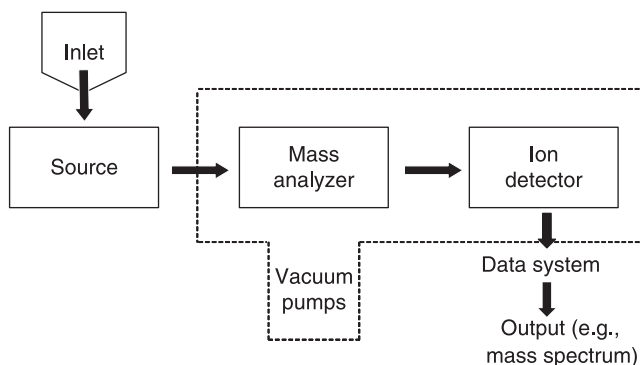 Inlet
Source
Mass
analyzer
Ion
detector
Vacuum
pumps
Data system
Output (e.g.,
mass spectrum)